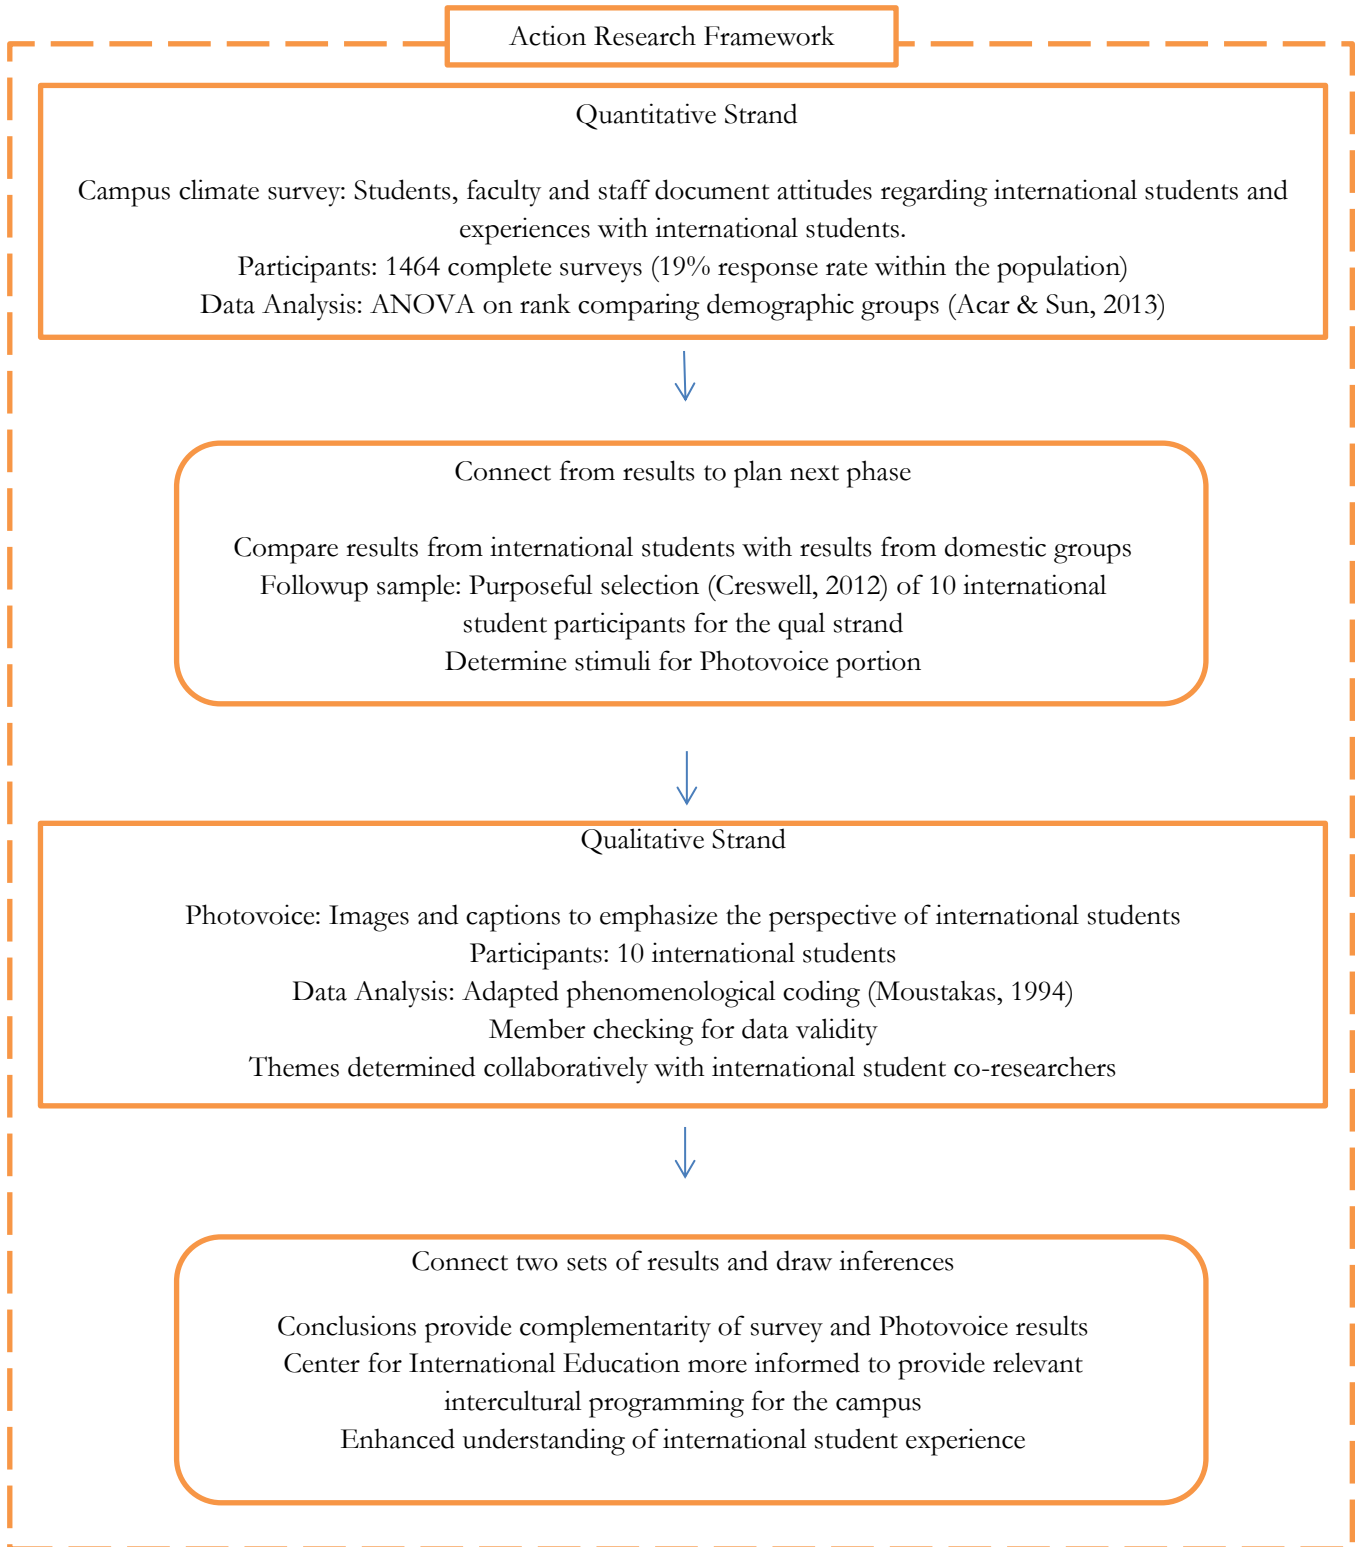 Action Research Framework
Quantitative Strand
Campus climate survey: Students, faculty and staff document attitudes regarding international students and
experiences with international students.
Participants: 1464 complete surveys (19% response rate within the population)
Data Analysis: ANOVA on rank comparing demographic groups (Acar & Sun, 2013)
Connect from results to plan next phase
Compare results from international students with results from domestic groups
Followup sample: Purposeful selection (Creswell, 2012) of 10 international
student participants for the qual strand
Determine stimuli for Photovoice portion
Qualitative Strand
Photovoice: Images and captions to emphasize the perspective of international students
Participants: 10 international students
Data Analysis: Adapted phenomenological coding (Moustakas, 1994)
Member checking for data validity
Themes determined collaboratively with international student co-researchers
Connect two sets of results and draw inferences
Conclusions provide complementarity of survey and Photovoice results
Center for International Education more informed to provide relevant
intercultural programming for the campus
Enhanced understanding of international student experience